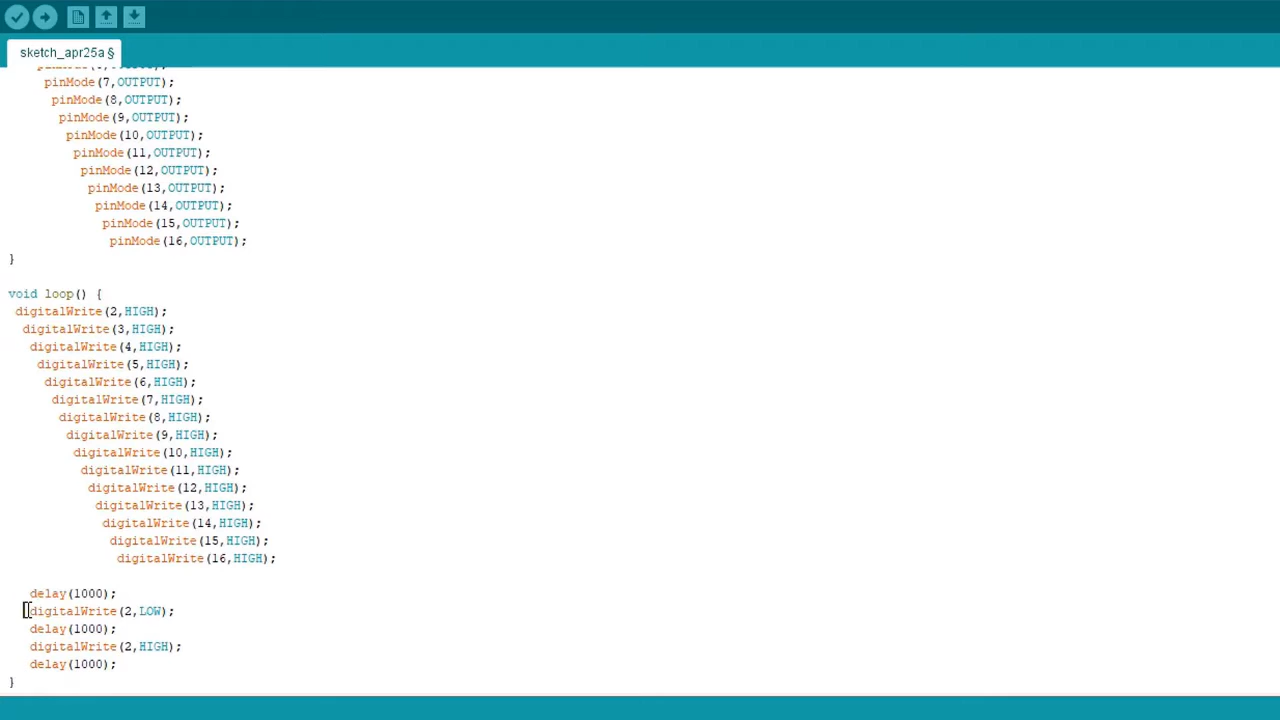 sketch_apr25a §
pinMode(7,OUTPUT);
pinMode(8,OUTPUT);
pinMode(9,OUTPUT);
pinMode(10,OUTPUT);
pinMode(11,OUTPUT);
pinMode(12,OUTPUT);
pinMode(13,OUTPUT);
pinMode(14,OUTPUT);
pinMode(15,OUTPUT);
pinMode(16,OUTPUT);
}
void loop() {
digitalWrite(2,HIGH);
digitalWrite(3,HIGH);
digitalWrite(4,HIGH);
digitalWrite(5,HIGH);
digitalWrite(6,HIGH);
digitalWrite(7,HIGH);
digitalWrite(8,HIGH);
digitalWrite(9,HIGH);
digitalWrite(10,HIGH);
digitalWrite(11,HIGH);
digitalWrite(12,HIGH);
digitalWrite(13,HIGH);
digitalWrite(14,HIGH);
digitalWrite(15,HIGH);
digitalWrite(16,HIGH);
delay(1000);
digitalWrite(2,LOW);
delay(1000);
digitalWrite(2,HIGH);
delay(1000);
}